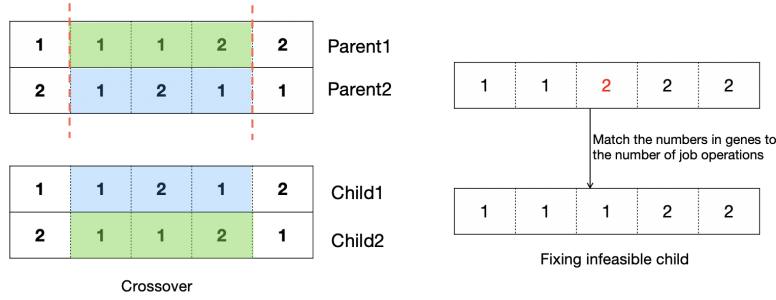 1 1 1 2 2 Parent1
2 1 2 1 1 Parent2
1 1 2 1 2 Child1
2 1 1 2 1 Child2
Crossover
1 1 2 2 2
Match the numbers in genes to
the number of job operations
1 1 1 2 2
Fixing infeasible child